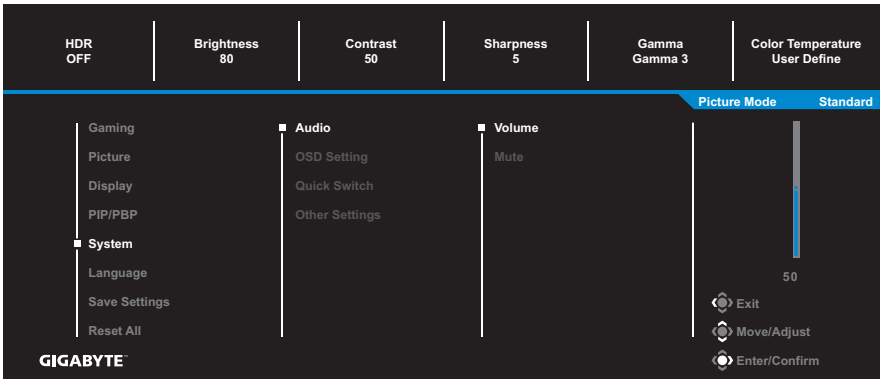 HDR
OFF
Brightness
80
Contrast
50
Sharpness
5
Gamma
Gamma 3
Color Temperature
User Define
Picture Mode Standard
Gaming
Picture
Display
PIP/PBP
System
Language
Save Settings
Reset All
Audio
OSD Setting
Quick Switch
Other Settings
Volume
Mute
50
Exit
Move/Adjust
Enter/Confirm
GIGABYTE™